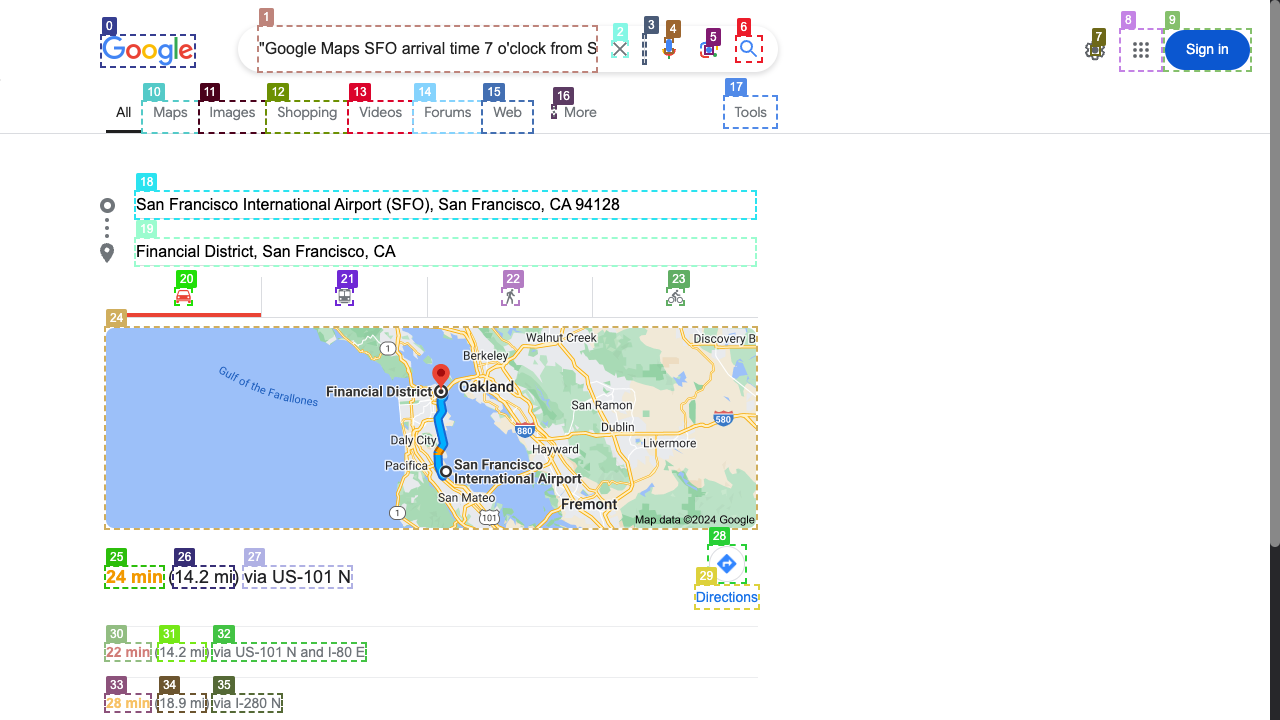 0
1
2
3
4
5
6
7
8
9
Google
"Google Maps SFO arrival time 7 o'clock from S
Sign in
10
11
12
13
14
15
16
17
All
Maps
Images
Shopping
Videos
Forums
Web
More
Tools
18
San Francisco International Airport (SFO), San Francisco, CA 94128
19
Financial District, San Francisco, CA
20
21
22
23
24
Walnut Creek
Discovery B
1
Berkeley
Gulf of the Farallones
Financial District
Oakland
San Ramon
580
Dublin
880
Daly City
Livermore
Hayward
Pacifica
San Francisco
International Airport
San Mateo
Fremont
1
101
Map data ©2024 Google
25
26
27
28
24 min (14.2 mi) via US-101 N
29
Directions
30
31
32
22 min (14.2 mi) via US-101 N and I-80 E
33
34
35
28 min (18.9 mi) via I-280 N